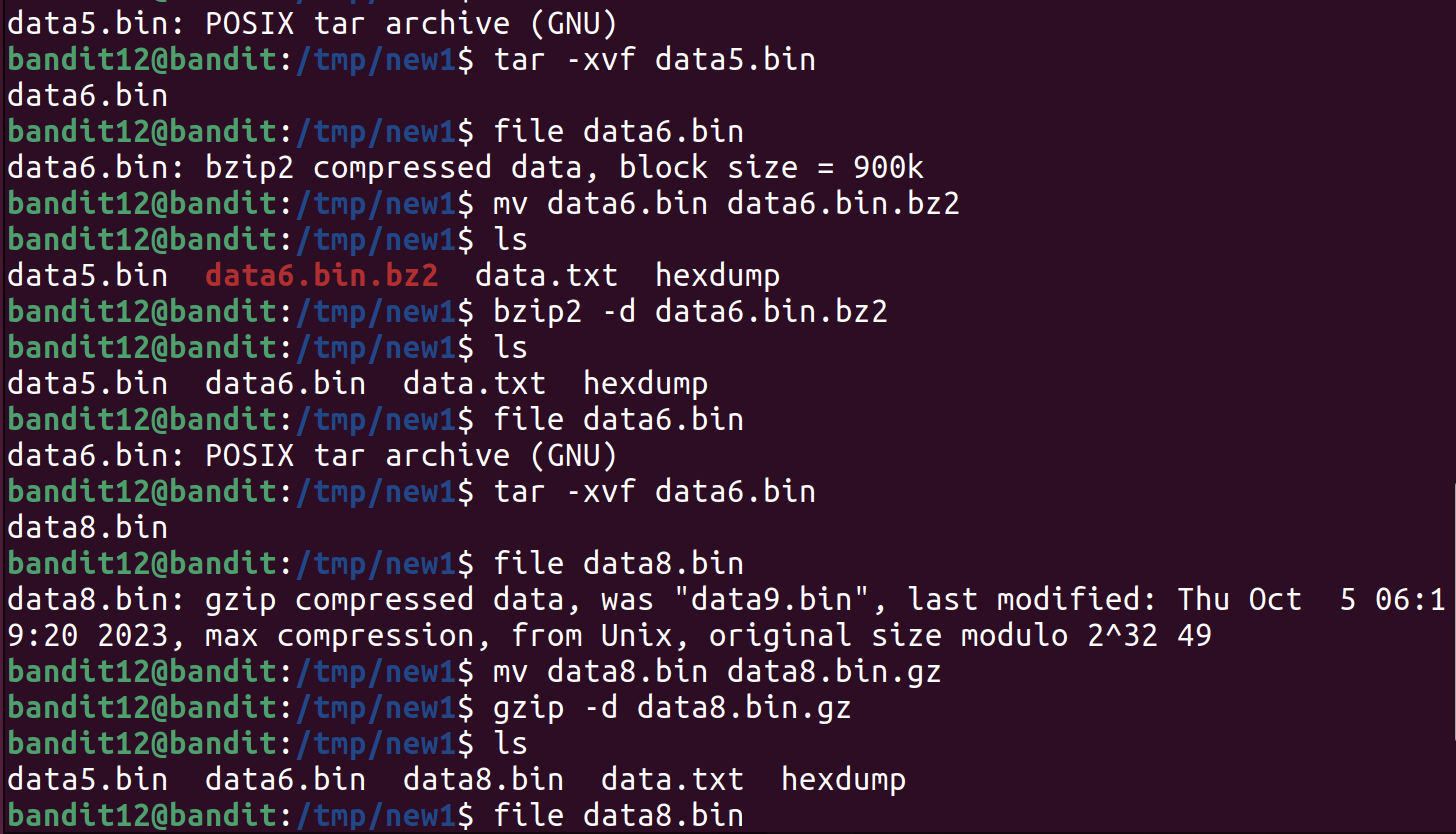 data5.bin: POSIX tar archive (GNU)
bandit12@bandit:/tmp/new1$ tar -xvf data5.bin
data6.bin
bandit12@bandit:/tmp/new1$ file data6.bin
data6.bin: bzip2 compressed data, block size = 900k
bandit12@bandit:/tmp/new1$ mv data6.bin data6.bin.bz2
bandit12@bandit:/tmp/new1$ ls
data5.bin  data6.bin.bz2  data.txt  hexdump
bandit12@bandit:/tmp/new1$ bzip2 -d data6.bin.bz2
bandit12@bandit:/tmp/new1$ ls
data5.bin  data6.bin  data.txt  hexdump
bandit12@bandit:/tmp/new1$ file data6.bin
data6.bin: POSIX tar archive (GNU)
bandit12@bandit:/tmp/new1$ tar -xvf data6.bin
data8.bin
bandit12@bandit:/tmp/new1$ file data8.bin
data8.bin: gzip compressed data, was "data9.bin", last modified: Thu Oct  5 06:1
9:20 2023, max compression, from Unix, original size modulo 2^32 49
bandit12@bandit:/tmp/new1$ mv data8.bin data8.bin.gz
bandit12@bandit:/tmp/new1$ gzip -d data8.bin.gz
bandit12@bandit:/tmp/new1$ ls
data5.bin  data6.bin  data8.bin  data.txt  hexdump
bandit12@bandit:/tmp/new1$ file data8.bin